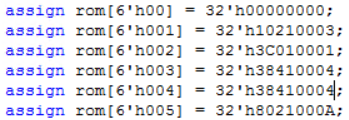 assign rom[6'h00] = 32'h00000000;
assign rom[6'h001] = 32'h10210003;
assign rom[6'h002] = 32'h3C010001;
assign rom[6'h003] = 32'h38410004;
assign rom[6'h004] = 32'h38410004;
assign rom[6'h005] = 32'h8021000A;